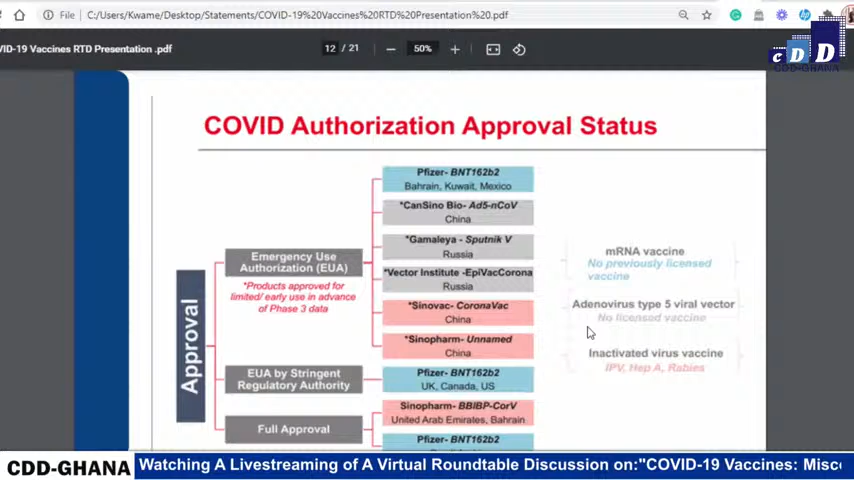 File
C:/Users/Kwame/Desktop/Statements/COVID-19%20Vaccines%20RTD%20Presentation%20.pdf
VID-19 Vaccines RTD Presentation .pdf
12 / 21
50%
CDD
CDD-GHANA
COVID Authorization Approval Status
Approval
Emergency Use
Authorization (EUA)
*Products approved for
limited/ early use in advance
of Phase 3 data
EUA by Stringent
Regulatory Authority
Full Approval
Pfizer- BNT162b2
Bahrain, Kuwait, Mexico
*CanSino Bio- Ad5-nCoV
China
*Gamaleya - Sputnik V
Russia
*Vector Institute -EpiVacCorona
Russia
*Sinovac- CoronaVac
China
*Sinopharm- Unnamed
China
Pfizer- BNT162b2
UK, Canada, US
Sinopharm- BBIBP-CorV
United Arab Emirates, Bahrain
Pfizer- BNT162b2
mRNA vaccine
No previously licensed
vaccine
Adenovirus type 5 viral vector
No licensed vaccine
Inactivated virus vaccine
IPV, Hep A, Rabies
CDD-GHANA
Watching A Livestreaming of A Virtual Roundtable Discussion on:"COVID-19 Vaccines: Misc